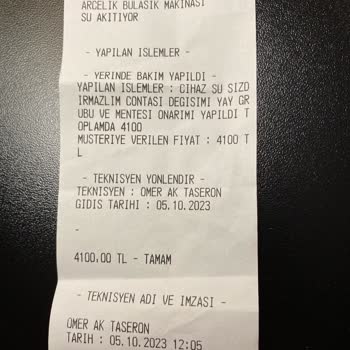 ARCELIK BULASIK MAKINASI
SU AKITIYOR
- YAPILAN ISLEMLER -
- YERINDE BAKIM YAPILDI -
YAPILAN ISLEMLER : CIHAZ SU SIZD
IRMAZLIM CONTASI DEGISIMI YAY GR
UBU VE MENTESI ONARIMI YAPILDI T
OPLAMDA 4100
MUSTERIYE VERILEN FIYAT : 4100 T
L
- TEKNISYEN YONLENDIR -
TEKNISYEN : OMER AK TASERON
GIDIS TARIHI : 05.10.2023
-
4100,00 TL - TAMAM
- TEKNISYEN ADI VE IMZASI -
OMER AK TASERON
TARIH : 05.10.2023 12:05